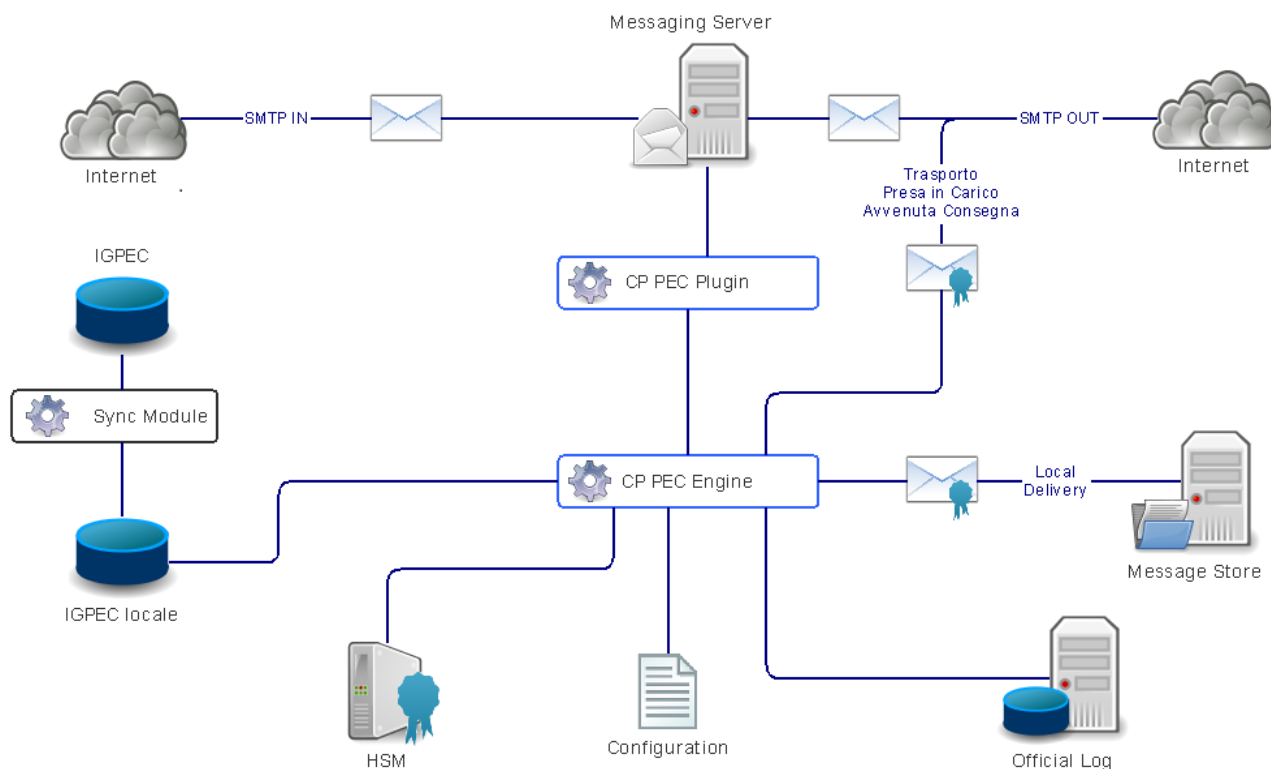 Messaging Server
SMTP IN
SMTP OUT
Internet
Internet
Trasporto
Presa in Carico
Avvenuta Consegna
IGPEC
CP PEC Plugin
Sync Module
CP PEC Engine
Local
Delivery
Message Store
IGPEC locale
HSM
Configuration
Official Log